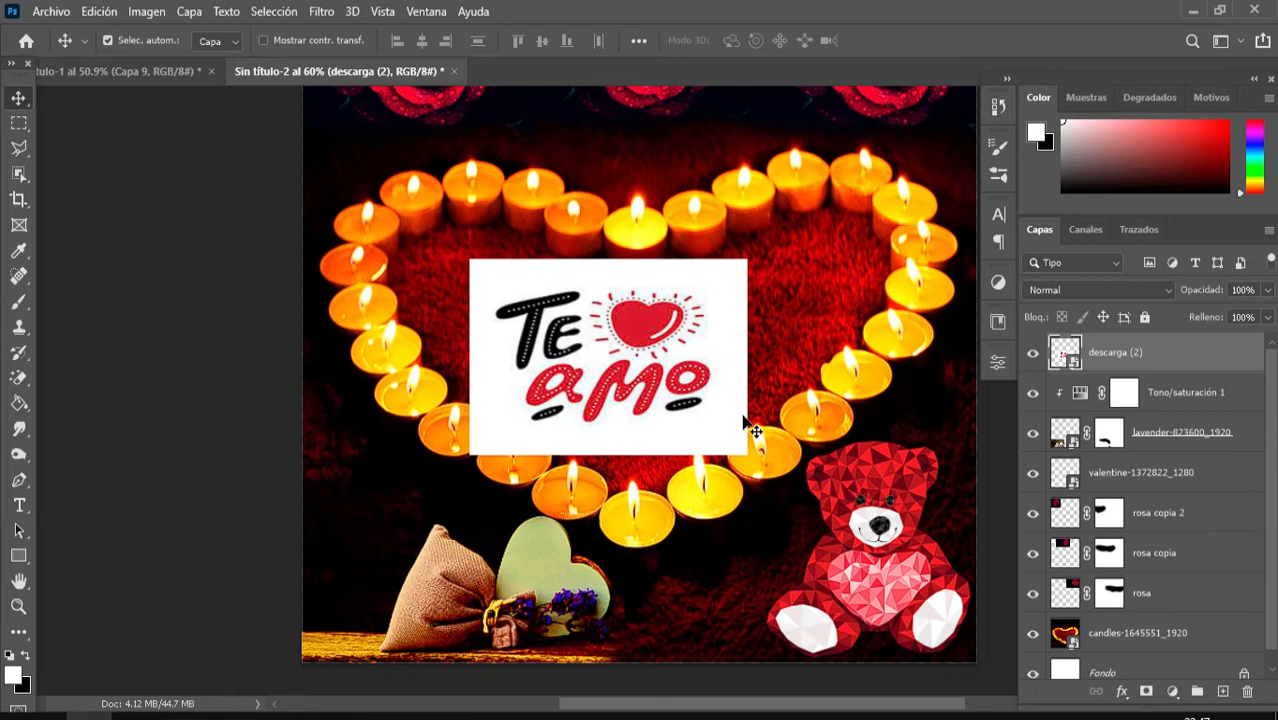 Ps Archivo Edición Imagen Capa Texto Selección Filtro 3D Vista Ventana Ayuda
Selec. autom.: Capa Mostrar contr. transf. Modo 3D:
tulo-1 al 50.9% (Capa 9, RGB/8#) * Sin título-2 al 60% (descarga (2), RGB/8#) *
Color Muestras Degradados Motivos
Capas Canales Trazados
Tipo
Normal Opacidad: 100%
Bloq.: Relleno: 100%
descarga (2)
Tono/saturación 1
lavender-823600_1920
valentine-1372822_1280
rosa copia 2
rosa copia
rosa
candles-1645551_1920
Fondo
TE
aMo
Doc: 4.12 MB/44.7 MB